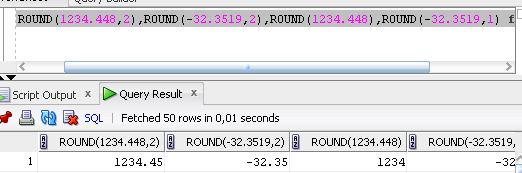 Query Builder
ROUND(1234.448,2),ROUND(-32.3519,2),ROUND(1234.448),ROUND(-32.3519,1) f
Script Output x Query Result x
SQL | Fetched 50 rows in 0,01 seconds
ROUND(1234.448,2) ROUND(-32.3519,2) ROUND(1234.448) ROUND(-32.3519,
1 1234.45 -32.35 1234 -32